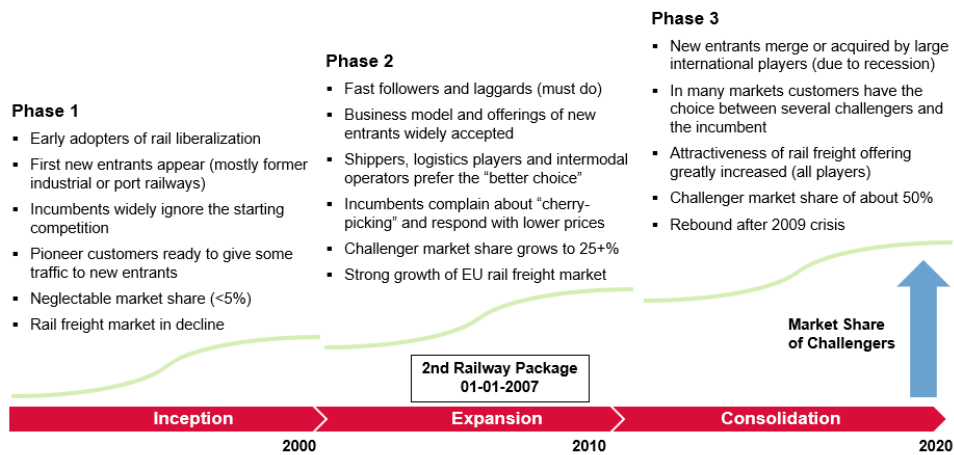 Phase 1
▪ Early adopters of rail liberalization
▪ First new entrants appear (mostly former
industrial or port railways)
▪ Incumbents widely ignore the starting
competition
▪ Pioneer customers ready to give some
traffic to new entrants
▪ Neglectable market share (<5%)
▪ Rail freight market in decline
Phase 2
▪ Fast followers and laggards (must do)
▪ Business model and offerings of new
entrants widely accepted
▪ Shippers, logistics players and intermodal
operators prefer the “better choice”
▪ Incumbents complain about “cherry-
picking” and respond with lower prices
▪ Challenger market share grows to 25+%
▪ Strong growth of EU rail freight market
Phase 3
▪ New entrants merge or acquired by large
international players (due to recession)
▪ In many markets customers have the
choice between several challengers and
the incumbent
▪ Attractiveness of rail freight offering
greatly increased (all players)
▪ Challenger market share of about 50%
▪ Rebound after 2009 crisis
Market Share
of Challengers
2nd Railway Package
01-01-2007
Inception
Expansion
Consolidation
2000
2010
2020